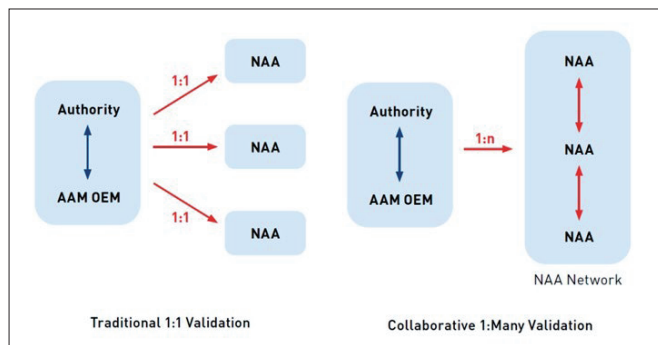 NAA
1:1
Authority
1:1
NAA
AAM OEM
1:1
NAA
Traditional 1:1 Validation
NAA
Authority
1:n
NAA
AAM OEM
NAA
NAA Network
Collaborative 1:Many Validation